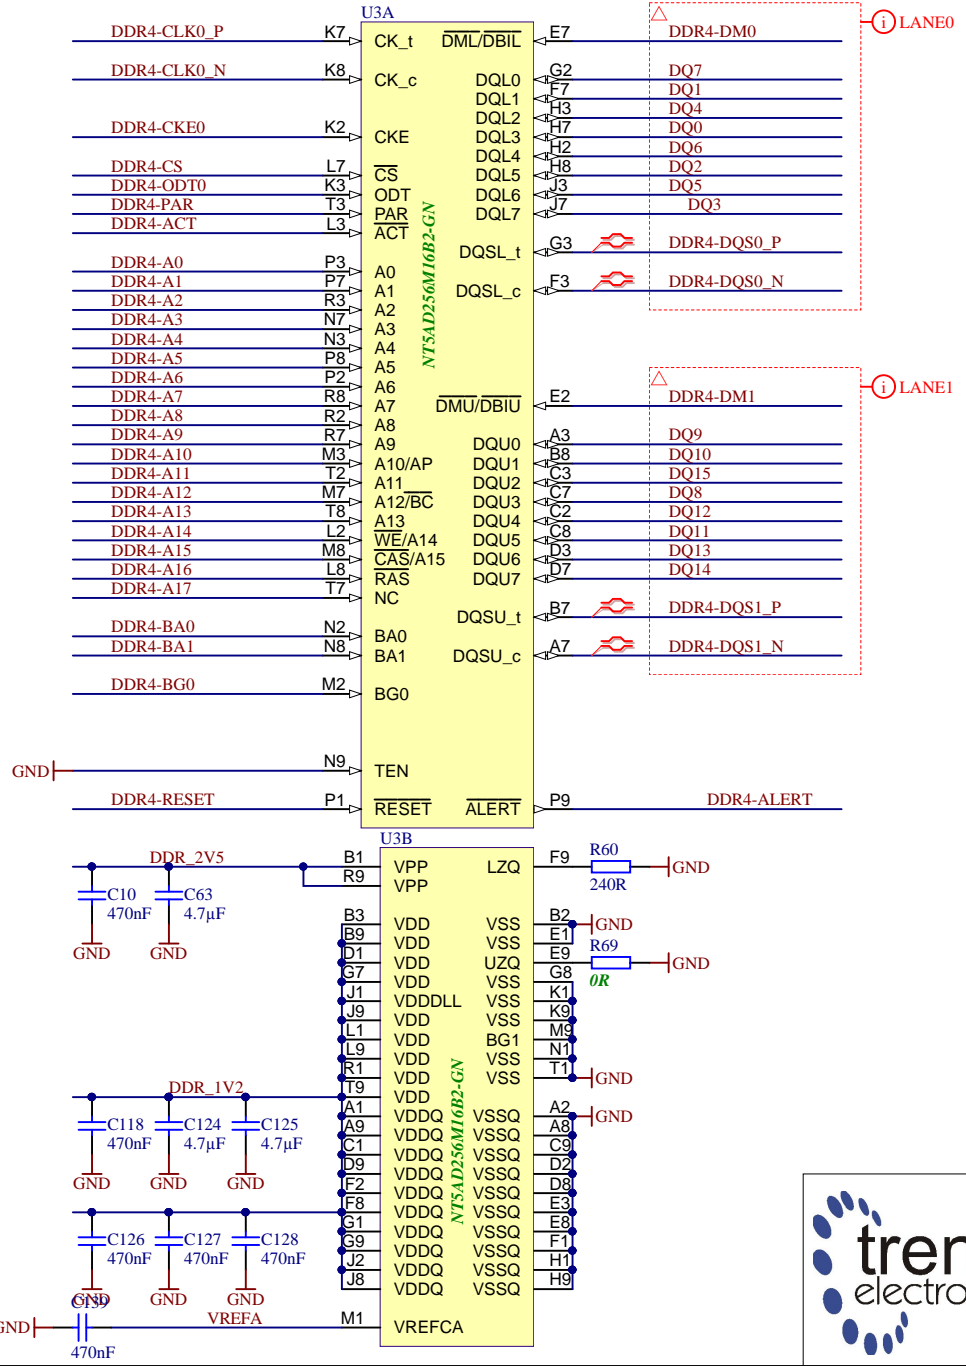 U3A
DDR4-CLK0_P K7 CK_t DML/DBIL E7 DDR4-DM0
LANE0
DDR4-CLK0_N K8 CK_c DQL0 G2 DQ7
DQL1 F7 DQ1
DQL2 H3 DQ4
DDR4-CKE0 K2 CKE DQL3 H7 DQ0
DQL4 H2 DQ6
DDR4-CS L7 CS DQL5 H8 DQ2
DDR4-ODT0 K3 ODT DQL6 J3 DQ5
DDR4-PAR T3 PAR DQL7 J7 DQ3
DDR4-ACT L3 ACT
DQSL_t G3 DDR4-DQS0_P
DDR4-A0 P3 A0
DDR4-A1 P7 A1 DQSL_c F3 DDR4-DQS0_N
DDR4-A2 R3 A2
DDR4-A3 N7 A3
DDR4-A4 N3 A4
DDR4-A5 P8 A5
DDR4-A6 P2 A6
LANE1
DDR4-A7 R8 A7 DMU/DBIU E2 DDR4-DM1
DDR4-A8 R2 A8
DDR4-A9 R7 A9 DQU0 A3 DQ9
DDR4-A10 M3 A10/AP DQU1 B8 DQ10
DDR4-A11 T2 A11 DQU2 C3 DQ15
DDR4-A12 M7 A12/BC DQU3 C7 DQ8
DDR4-A13 T8 A13 DQU4 C2 DQ12
DDR4-A14 L2 WE/A14 DQU5 C8 DQ11
DDR4-A15 M8 CAS/A15 DQU6 D3 DQ13
DDR4-A16 L8 RAS DQU7 D7 DQ14
DDR4-A17 T7 NC
DQSU_t B7 DDR4-DQS1_P
DDR4-BA0 N2 BA0
DDR4-BA1 N8 BA1 DQSU_c A7 DDR4-DQS1_N
DDR4-BG0 M2 BG0
NT5AD256M16B2-GN
GND N9 TEN
DDR4-RESET P1 RESET ALERT P9 DDR4-ALERT
U3B
DDR_2V5 B1 VPP LZQ F9 R60 240R GND
R9 VPP
C10 470nF GND
C63 4.7µF GND
B3 VDD VSS B2 GND
B9 VDD VSS E1
D1 VDD UZQ E9 R69 0R GND
G7 VDD VSS G8
J1 VDDDLL VSS K1
J9 VDD VSS K9
L1 VDD BG1 M9
L9 VDD VSS N1
R1 VDD VSS T1 GND
DDR_1V2 T9 VDD
A1 VDDQ VSSQ A2 GND
A9 VDDQ VSSQ A8
C1 VDDQ VSSQ C9
D9 VDDQ VSSQ D2
F2 VDDQ VSSQ D8
F8 VDDQ VSSQ E3
G1 VDDQ VSSQ E8
G9 VDDQ VSSQ F1
J2 VDDQ VSSQ H1
J8 VDDQ VSSQ H9
NT5AD256M16B2-GN
C118 470nF GND
C124 4.7µF GND
C125 4.7µF GND
C126 470nF GND
C127 470nF GND
C128 470nF GND
GND C139 470nF VREFA M1 VREFCA
tren
electro